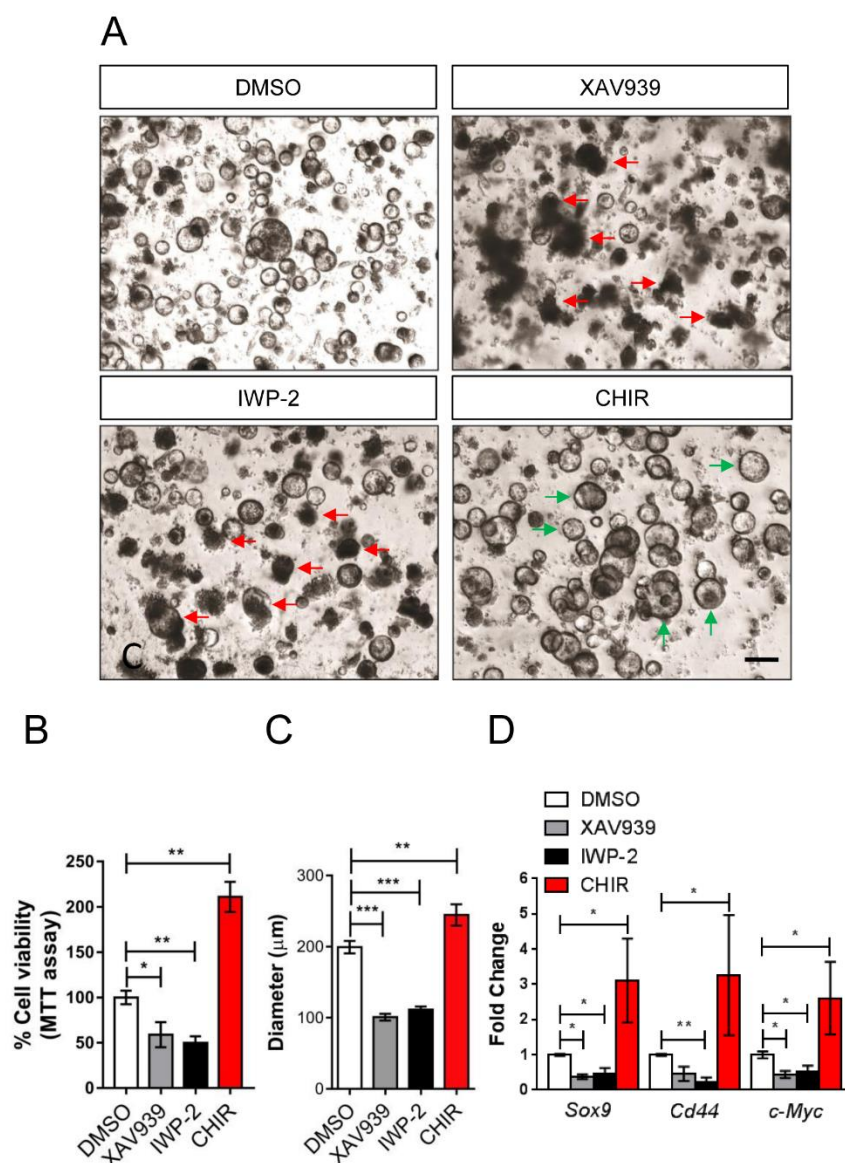 A
DMSO
XAV939
IWP-2
CHIR
C
B
C
D
% Cell viability
(MTT assay)
250
200
150
100
50
0
**
**
*
DMSO
XAV939
IWP-2
CHIR
Diameter (μm)
300
200
100
0
**
***
***
DMSO
XAV939
IWP-2
CHIR
DMSO
XAV939
IWP-2
CHIR
Fold Change
6
5
4
3
2
1
0
*
*
*
*
**
*
*
*
Sox9
Cd44
c-Myc